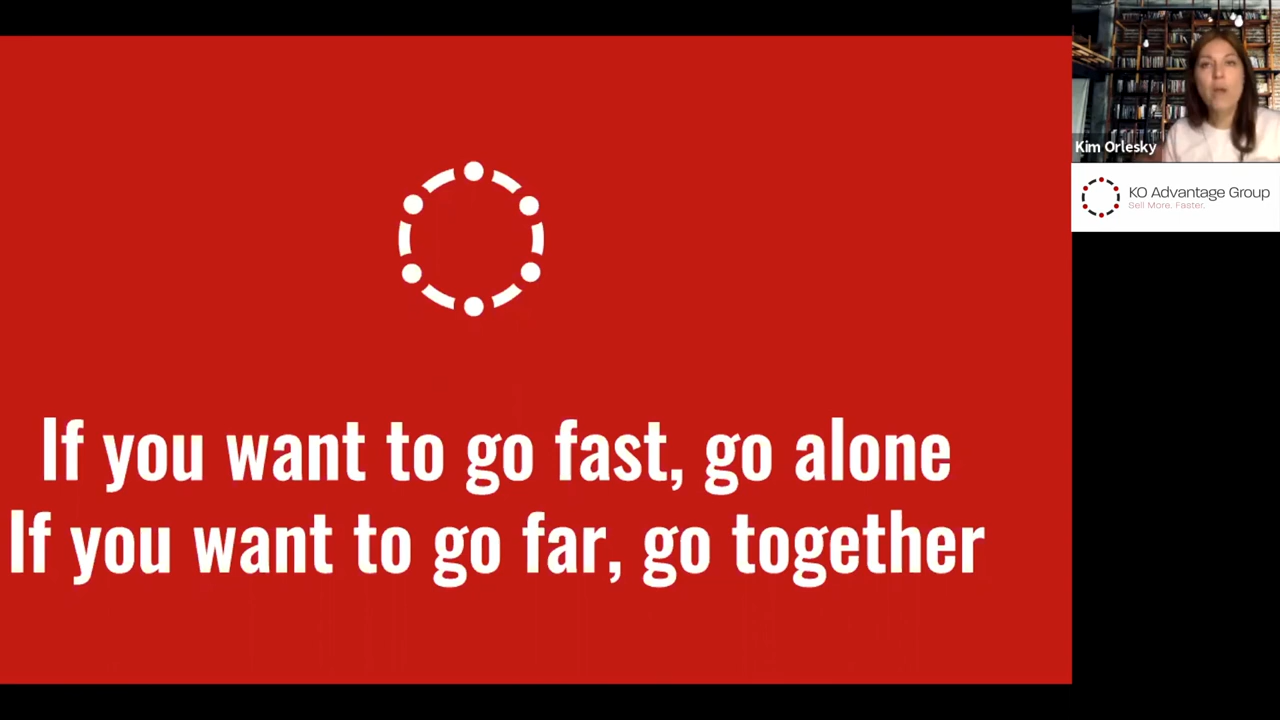 If you want to go fast, go alone
If you want to go far, go together
Kim Orlesky
KO Advantage Group
Sell More. Faster.